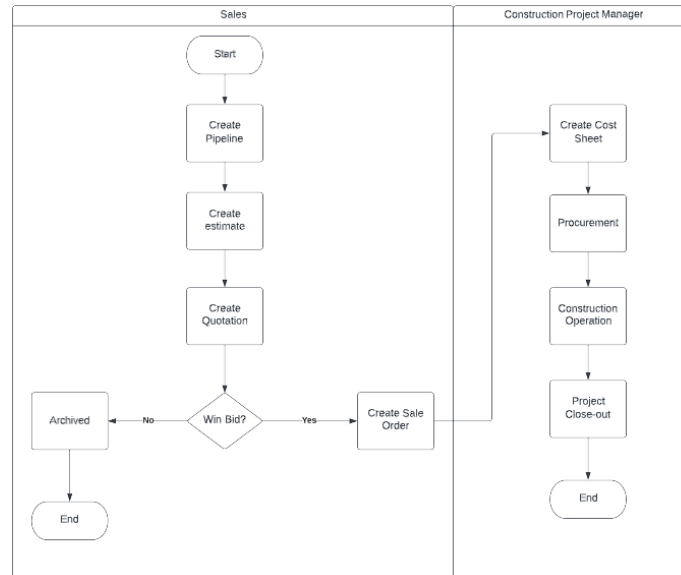 Sales
Construction Project Manager
Start
Create
Pipeline
Create
estimate
Create
Quotation
Win Bid?
No
Archived
End
Yes
Create Sale
Order
Create Cost
Sheet
Procurement
Construction
Operation
Project
Close-out
End